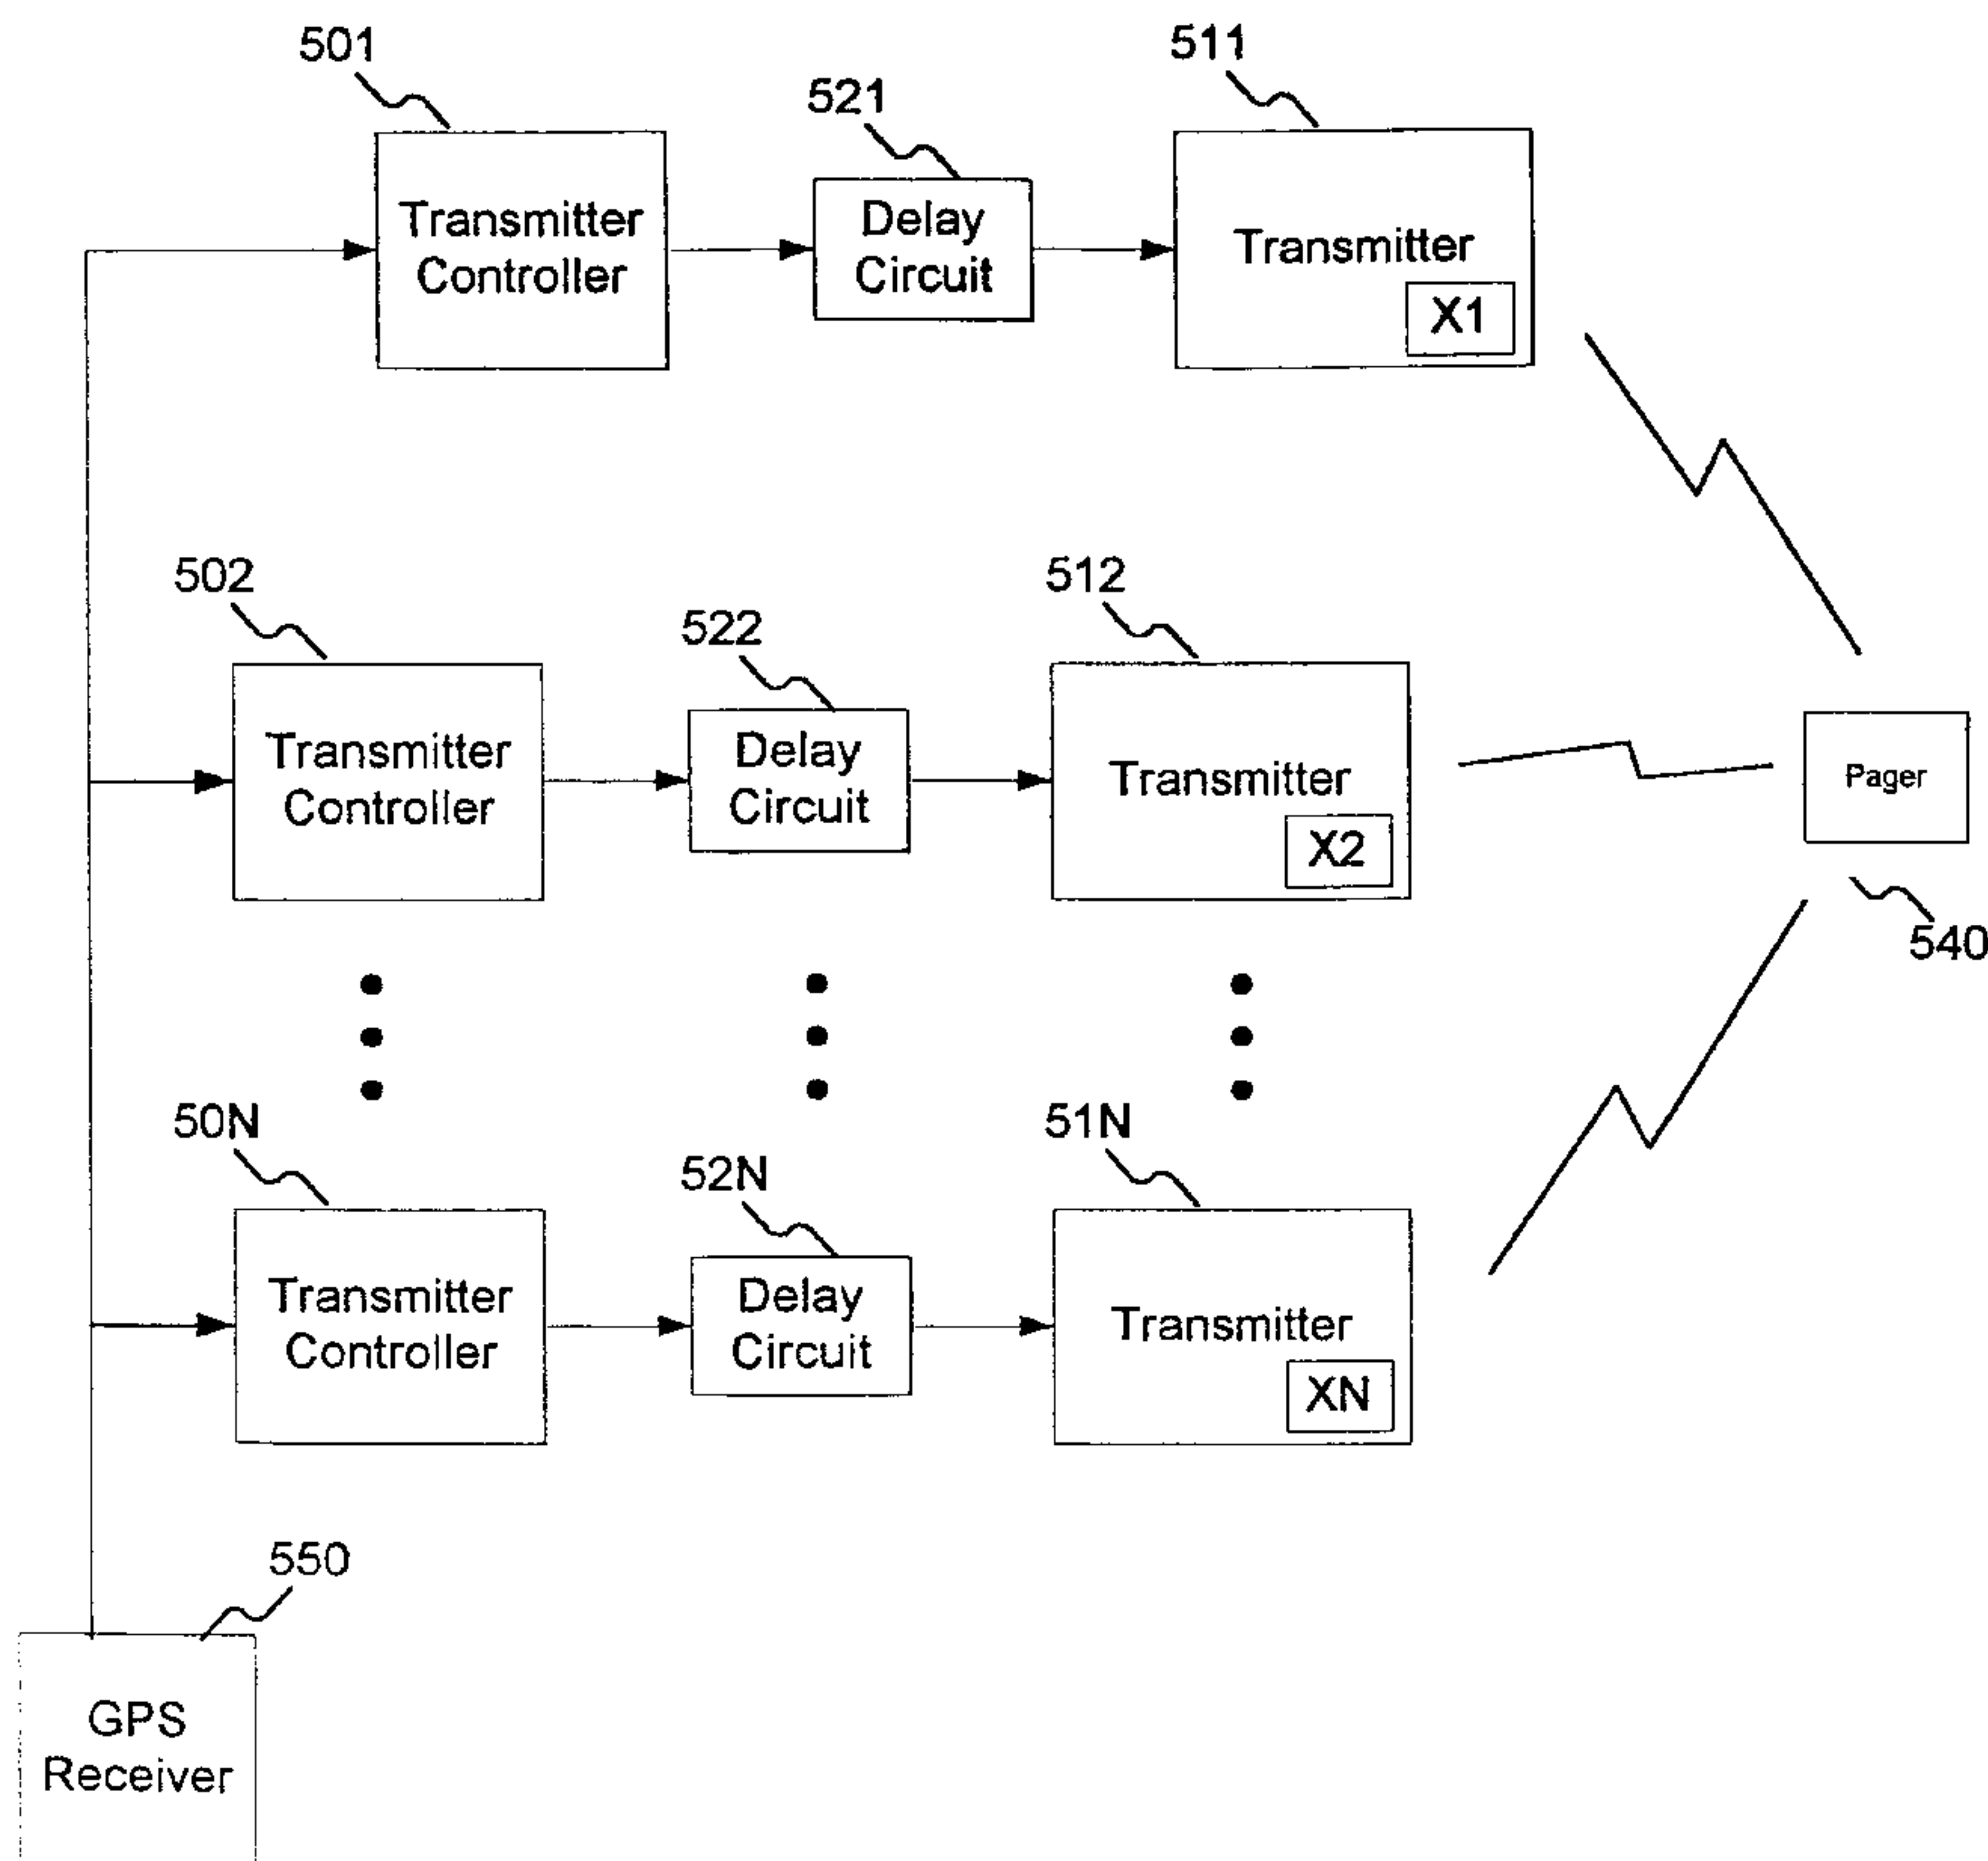 501
511
521
Transmitter
Controller
Delay
Circuit
Transmitter
X1
502
512
522
Transmitter
Controller
Delay
Circuit
Transmitter
X2
Pager
540
50N
51N
52N
Transmitter
Controller
Delay
Circuit
Transmitter
XN
550
GPS
Receiver